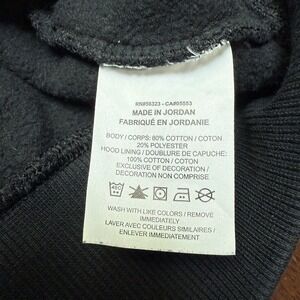 RN#56323 - CA#05553
MADE IN JORDAN
FABRIQUÉ EN JORDANIE
BODY / CORPS: 80% COTTON / COTON
20% POLYESTER
HOOD LINING / DOUBLURE DE CAPUCHE:
100% COTTON / COTON
EXCLUSIVE OF DECORATION /
DECORATION NON COMPRISE
WASH WITH LIKE COLORS / REMOVE
IMMEDIATELY
LAVER AVEC COULEURS SIMILAIRES /
ENLEVER IMMEDIATEMENT